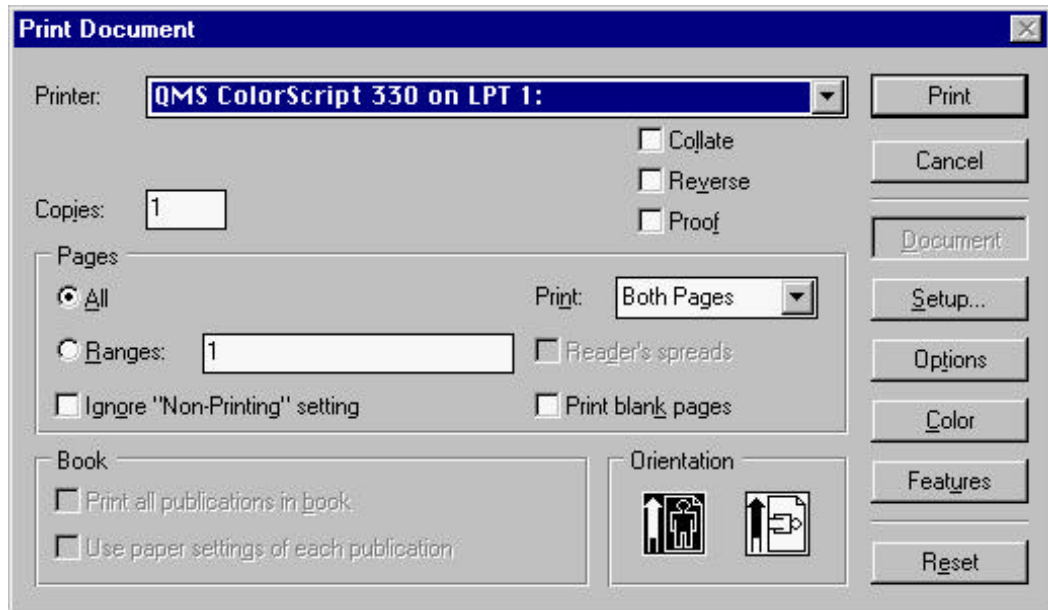 Print Document
Printer: QMS ColorScript 330 on LPT 1: Print
Collate
Cancel
Reverse
Copies: 1
Proof
Document
Pages
All Print: Both Pages Setup...
Ranges: 1 Reader's spreads Options
Ignore "Non-Printing" setting Print blank pages Color
Book Orientation
Print all publications in book Features
Use paper settings of each publication Reset